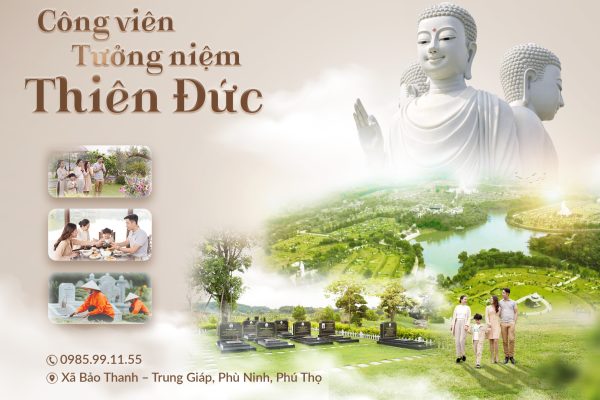 Công viên
Tưởng niệm
Thiên Đức
0985.99.11.55
Xã Bảo Thanh – Trung Giáp, Phù Ninh, Phú Thọ